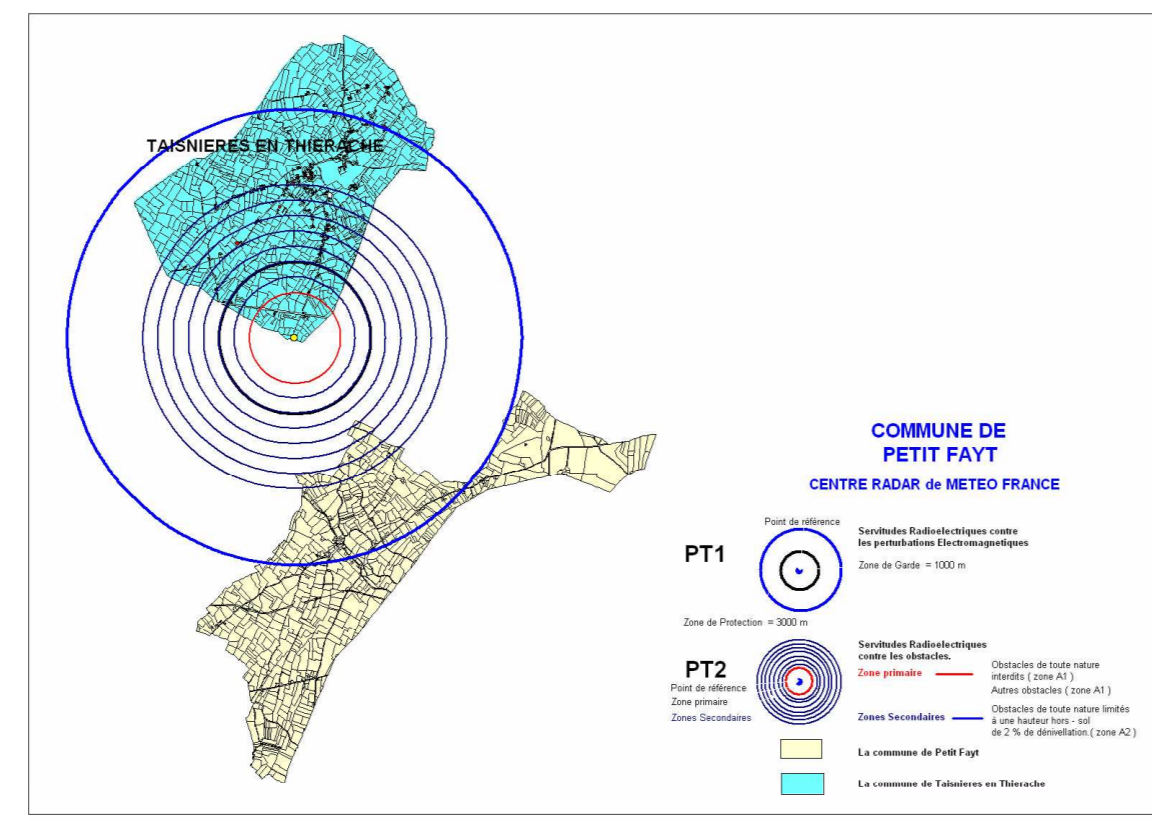 TAISNIERES EN THIERACHE
COMMUNE DE
PETIT FAYT
CENTRE RADAR de METEO FRANCE
PT1
Point de référence
Servitudes Radioelectriques contre
les perturbations Electromagnetiques
Zone de Garde = 1000 m
Zone de Protection = 3000 m
PT2
Point de référence
Zone primaire
Zones Secondaires
Servitudes Radioelectriques
contre les obstacles.
Zone primaire
Obstacles de toute nature
interdits ( zone A1 )
Autres obstacles ( zone A1 )
Zones Secondaires
Obstacles de toute nature limités
à une hauteur hors - sol
de 2 % de dénivellation.( zone A2 )
La commune de Petit Fayt
La commune de Taisnieres en Thierache